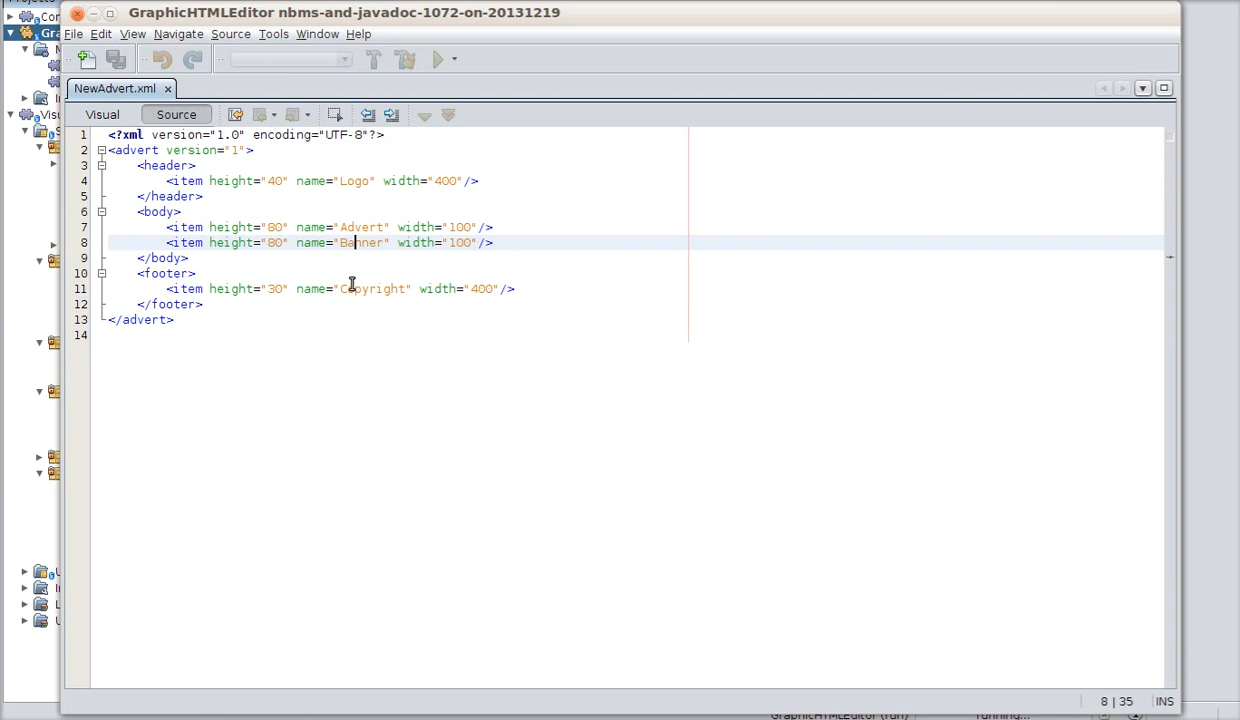 GraphicHTMLEditor nbms-and-javadoc-1072-on-20131219
File Edit View Navigate Source Tools Window Help
NewAdvert.xml
Visual Source
1 <?xml version="1.0" encoding="UTF-8"?>
2 <advert version="1">
3 <header>
4 <item height="40" name="Logo" width="400"/>
5 </header>
6 <body>
7 <item height="80" name="Advert" width="100"/>
8 <item height="80" name="Banner" width="100"/>
9 </body>
10 <footer>
11 <item height="30" name="Copyright" width="400"/>
12 </footer>
13 </advert>
14
8 | 35 INS
GraphicHTMLEditor (run) running...